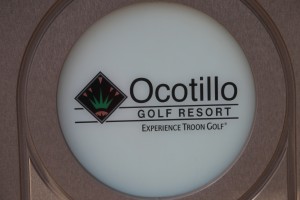 Ocotillo
GOLF RESORT
EXPERIENCE TROON GOLF®